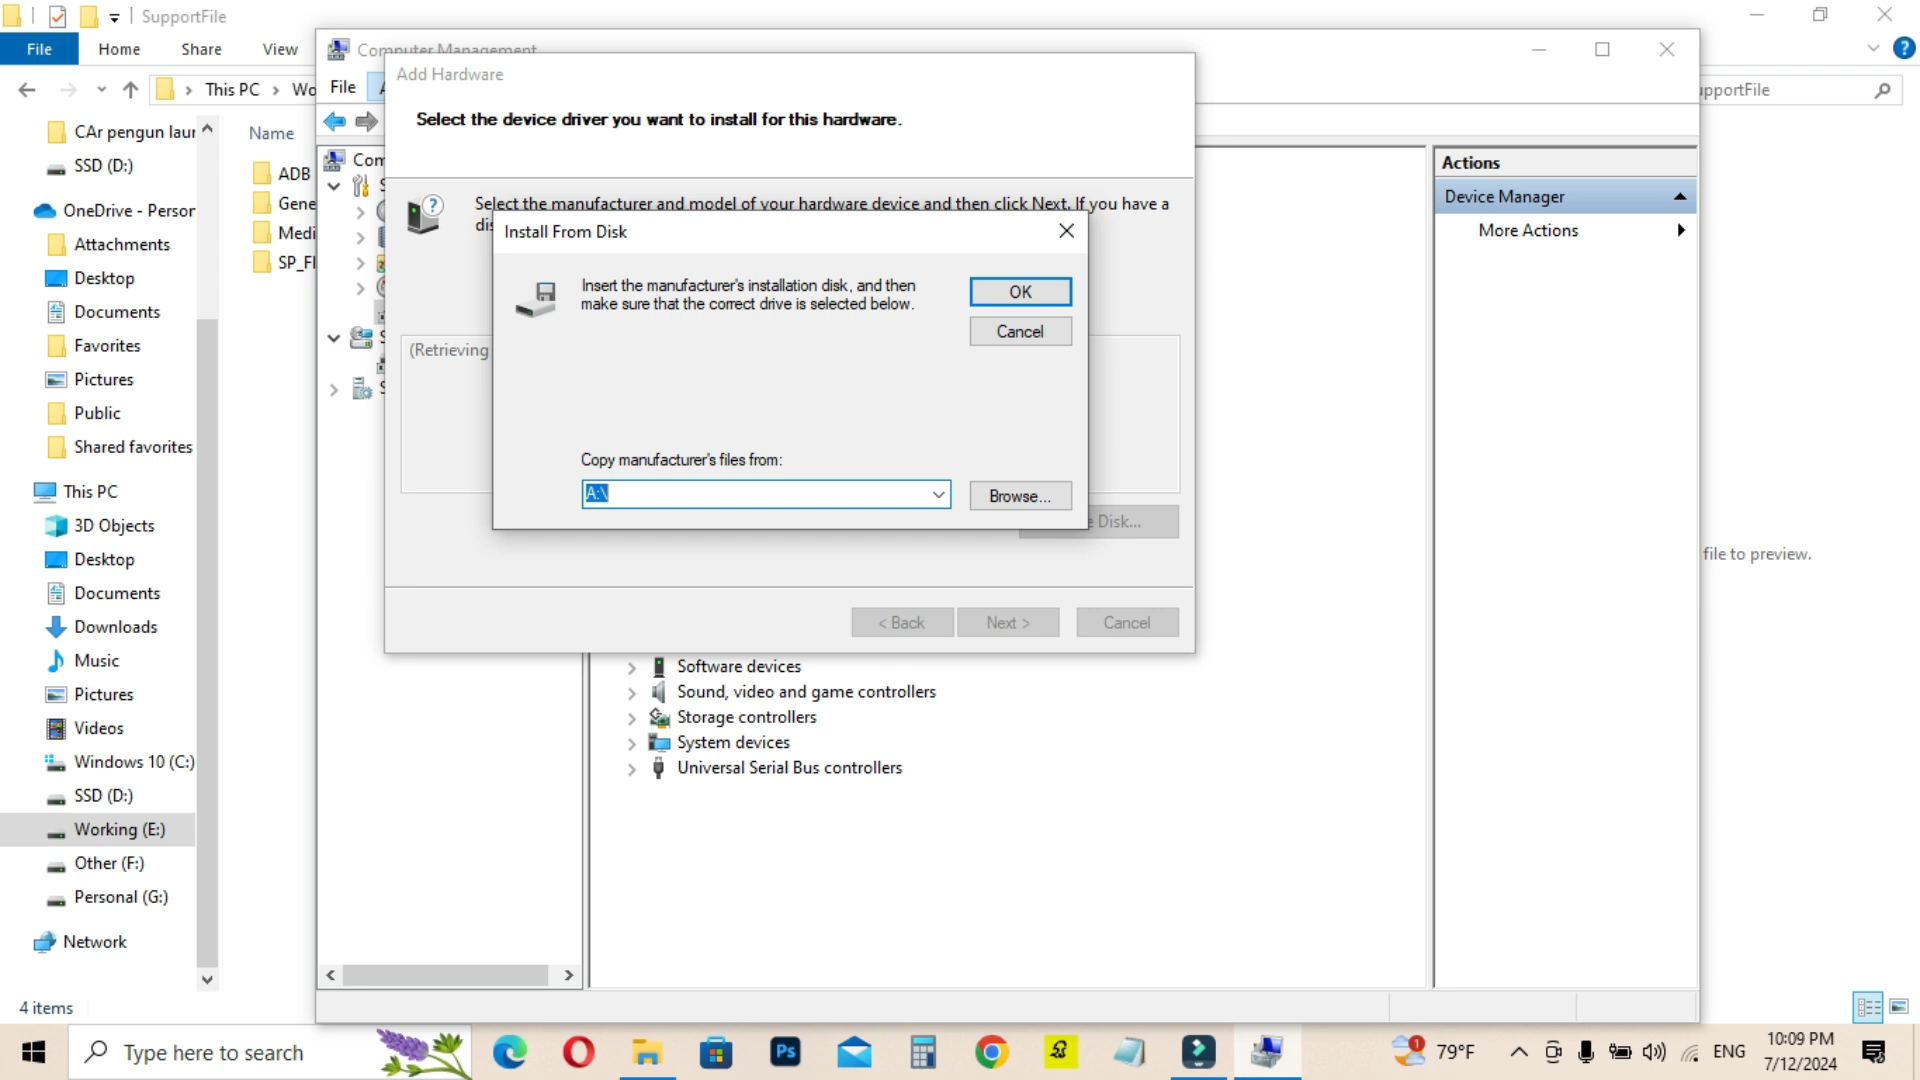 SupportFile
File
Home
Share
View
This PC
Wo
pportFile
CAr pengun laur
SSD (D:)
OneDrive - Person
Attachments
Desktop
Documents
Favorites
Pictures
Public
Shared favorites
This PC
3D Objects
Desktop
Documents
Downloads
Music
Pictures
Videos
Windows 10 (C:)
SSD (D:)
Working (E:)
Other (F:)
Personal (G:)
Network
4 items
Name
ADB
Gene
Medi
SP_Fl
Computer Management
File
Com
Add Hardware
Select the device driver you want to install for this hardware.
Select the manufacturer and model of your hardware device and then click Next. If you have a
dis
(Retrieving
Install From Disk
Insert the manufacturer's installation disk, and then
make sure that the correct drive is selected below.
OK
Cancel
Copy manufacturer's files from:
A:\
Browse...
e Disk...
< Back
Next >
Cancel
Software devices
Sound, video and game controllers
Storage controllers
System devices
Universal Serial Bus controllers
Actions
Device Manager
More Actions
file to preview.
Type here to search
Ps
1
79°F
ENG
10:09 PM
7/12/2024